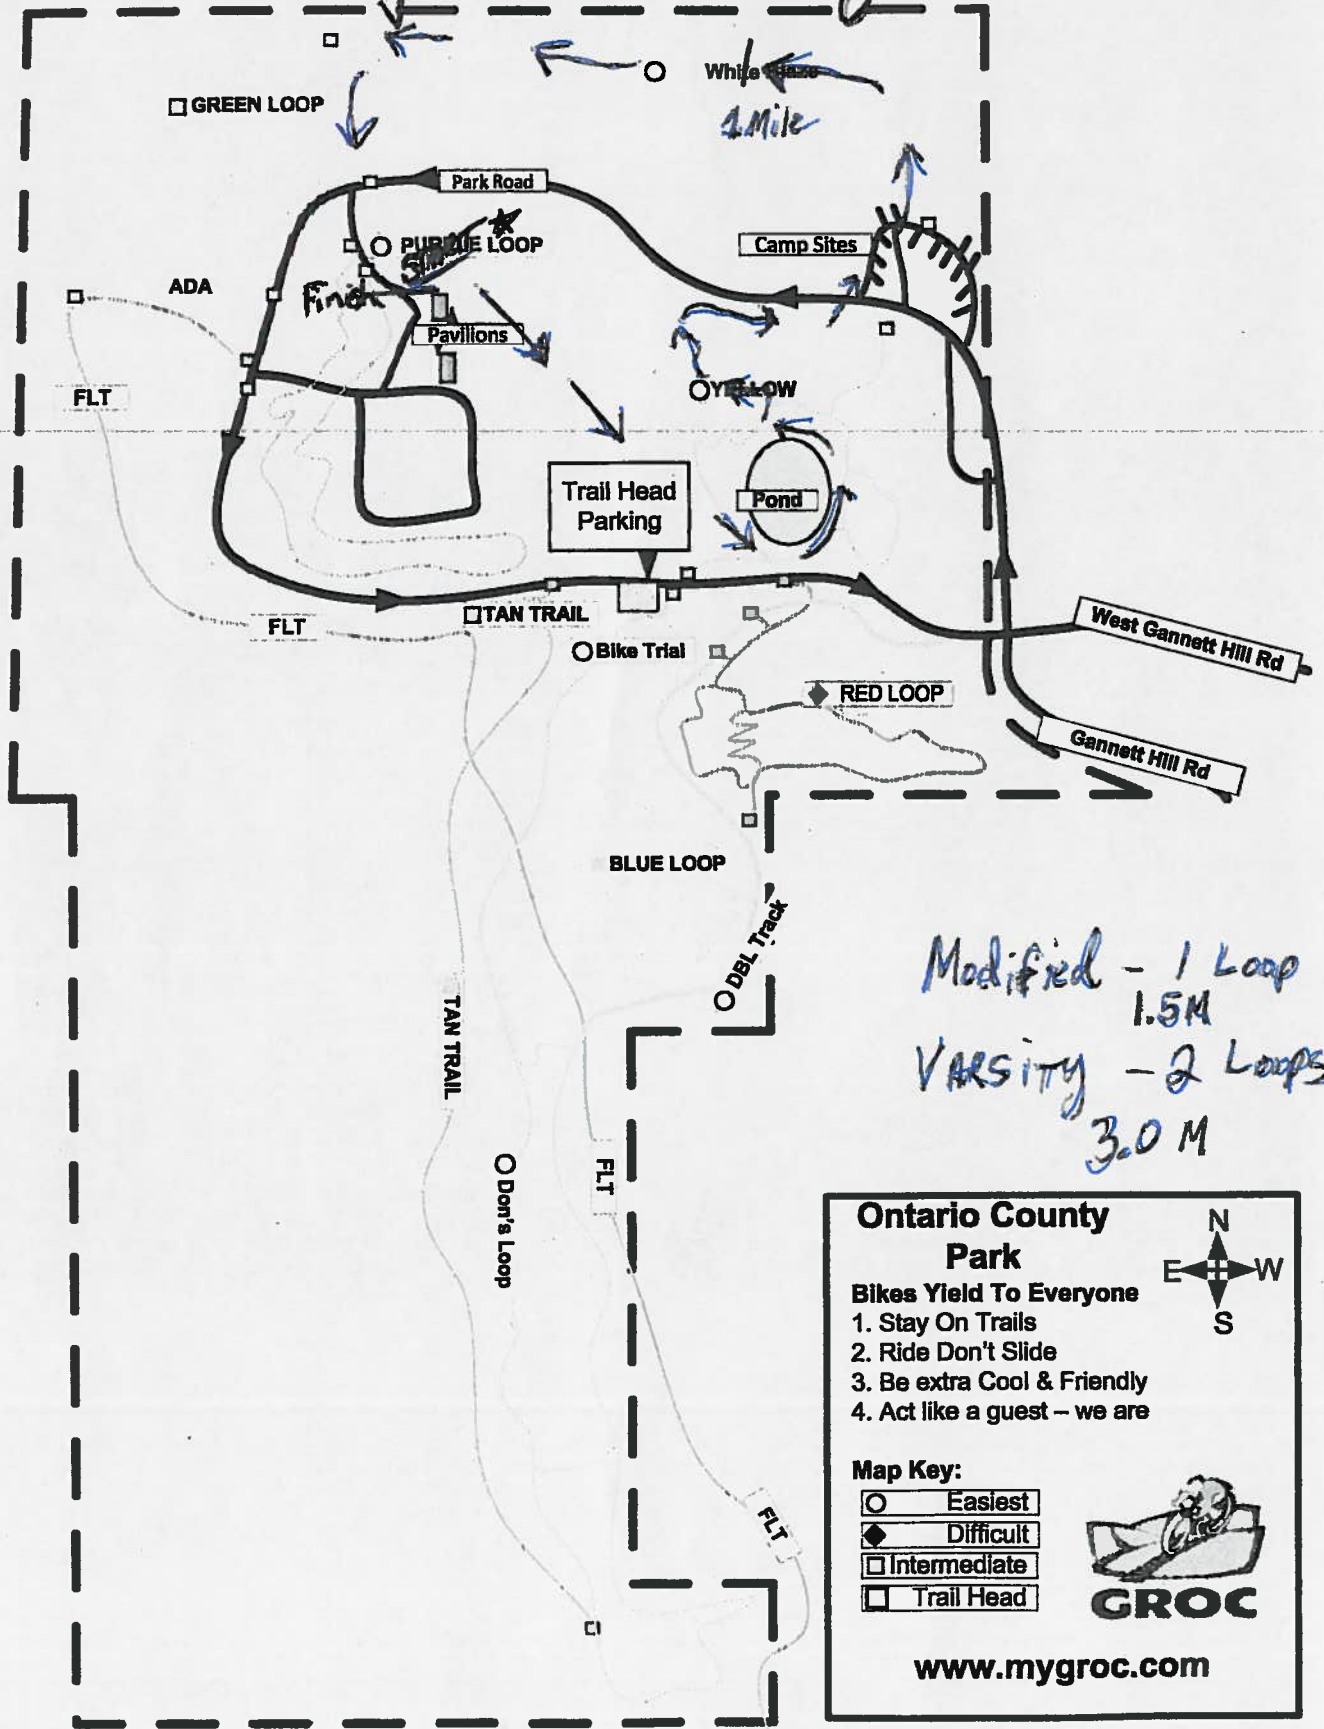 White Blaze
1 Mile
GREEN LOOP
Park Road
PURPLE LOOP
Start
Camp Sites
ADA
Finish
Pavilions
YELLOW
FLT
Trail Head
Parking
Pond
TAN TRAIL
FLT
Bike Trial
West Gannett Hill Rd
RED LOOP
Gannett Hill Rd
BLUE LOOP
DBL Track
Modified - 1 Loop
1.5M
VARSITY - 2 Loops
3.0 M
TAN TRAIL
FLT
Don's Loop
FLT
Ontario County
Park
N
E W
S
Bikes Yield To Everyone
1. Stay On Trails
2. Ride Don't Slide
3. Be extra Cool & Friendly
4. Act like a guest – we are
Map Key:
Easiest
Difficult
Intermediate
Trail Head
GROC
www.mygroc.com